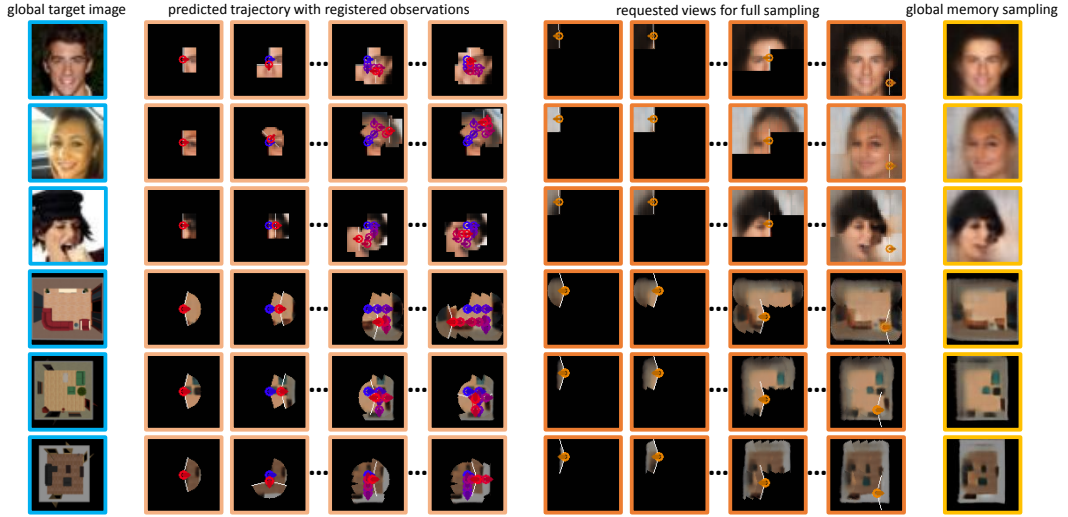 global target image
predicted trajectory with registered observations
requested views for full sampling
global memory sampling